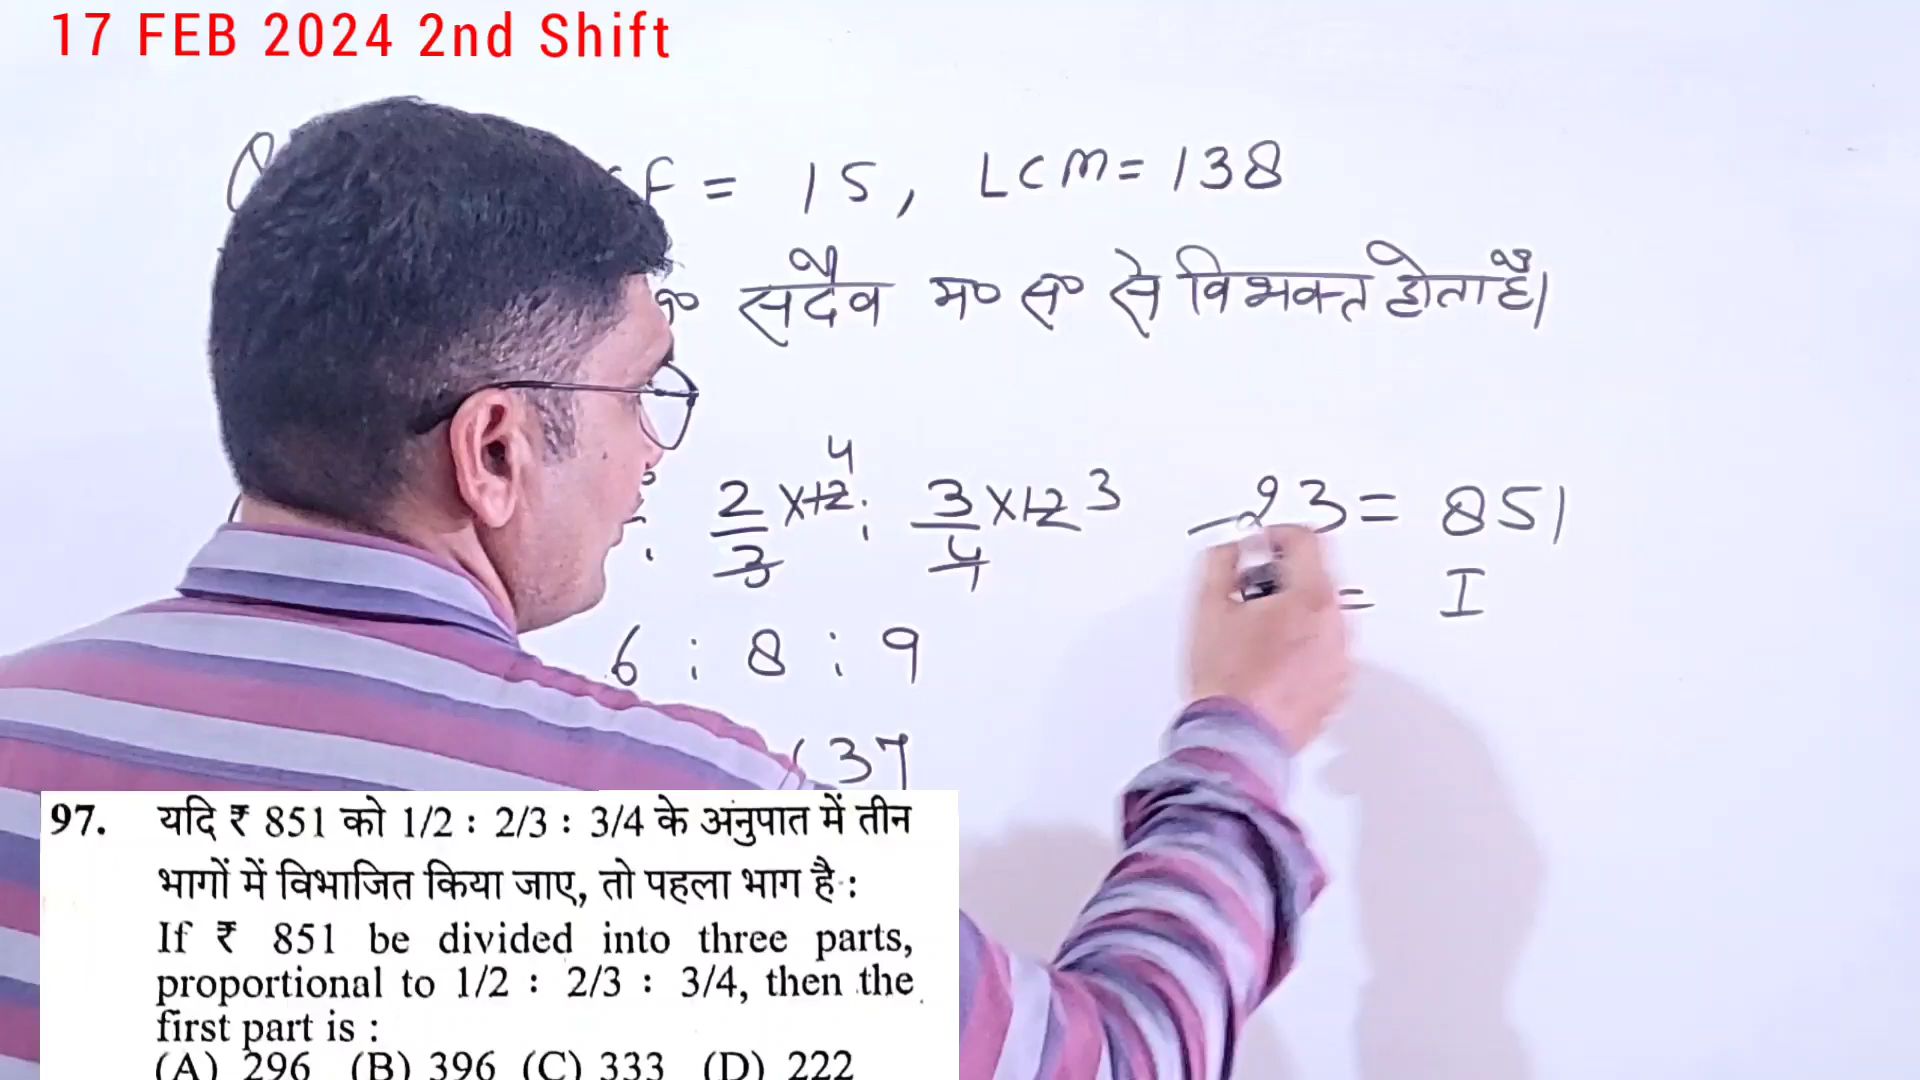 17 FEB 2024 2nd Shift
F = 15, LCM = 138
सदैव म० स० से विभक्त होता है।
: 2/3 × 12 4 : 3/4 × 12 3
23 = 851
= I
6 : 8 : 9
37
97. यदि ₹ 851 को 1/2 : 2/3 : 3/4 के अनुपात में तीन
भागों में विभाजित किया जाए, तो पहला भाग है :
If ₹ 851 be divided into three parts,
proportional to 1/2 : 2/3 : 3/4, then the
first part is :
(A) 296 (B) 396 (C) 333 (D) 222